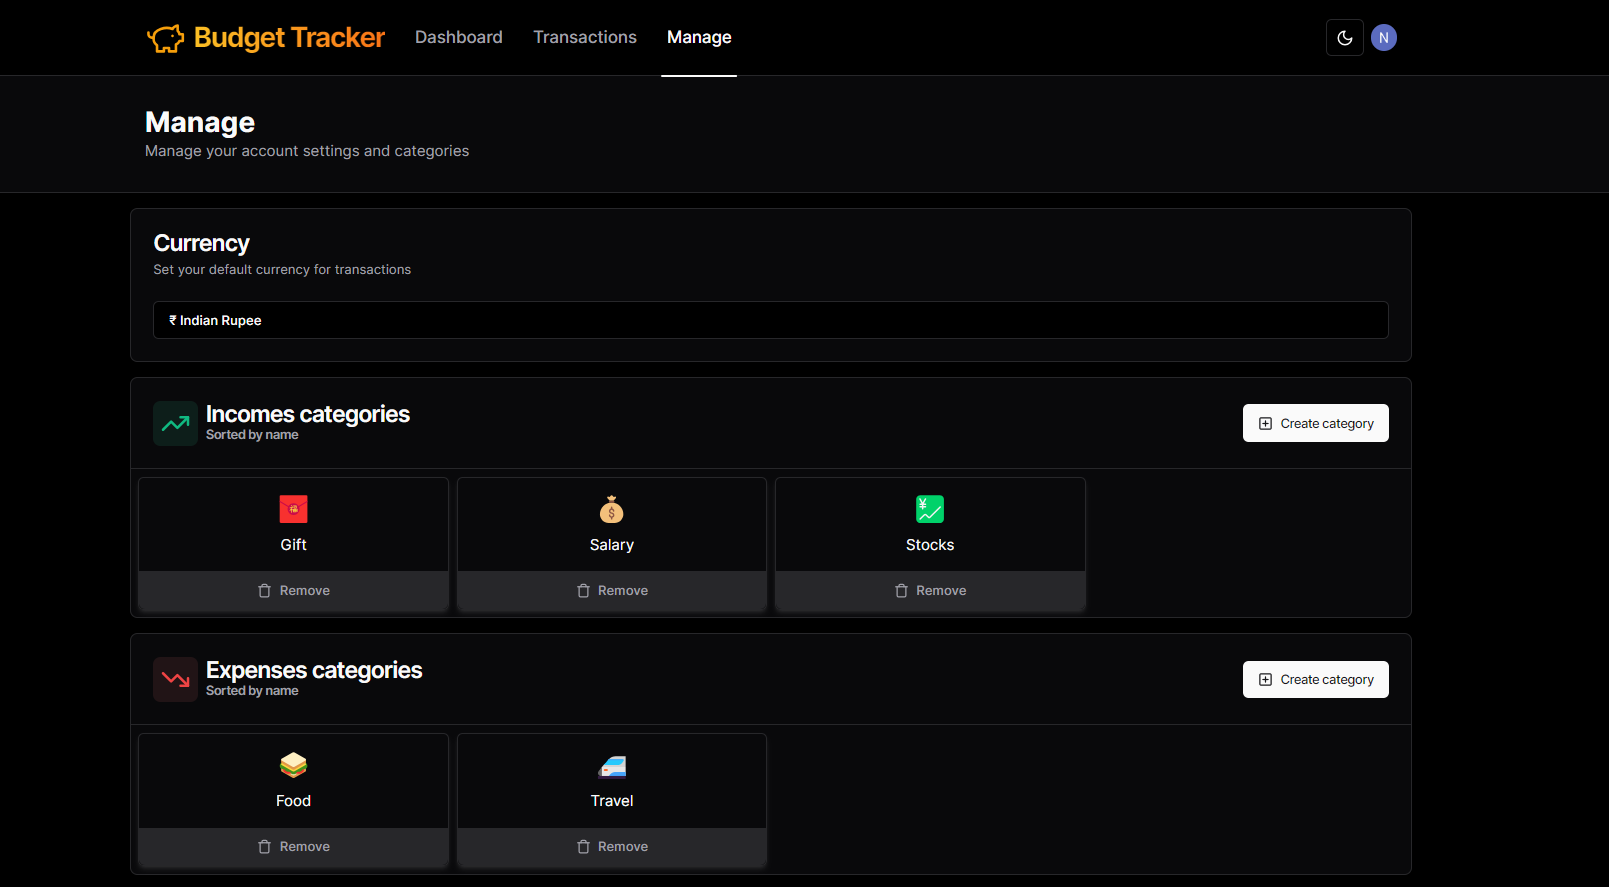 Budget Tracker Dashboard Transactions Manage N
Manage
Manage your account settings and categories
Currency
Set your default currency for transactions
₹ Indian Rupee
Incomes categories
Sorted by name
Create category
福 $ ¥
Gift Salary Stocks
Remove Remove Remove
Expenses categories
Sorted by name
Create category
Food Travel
Remove Remove